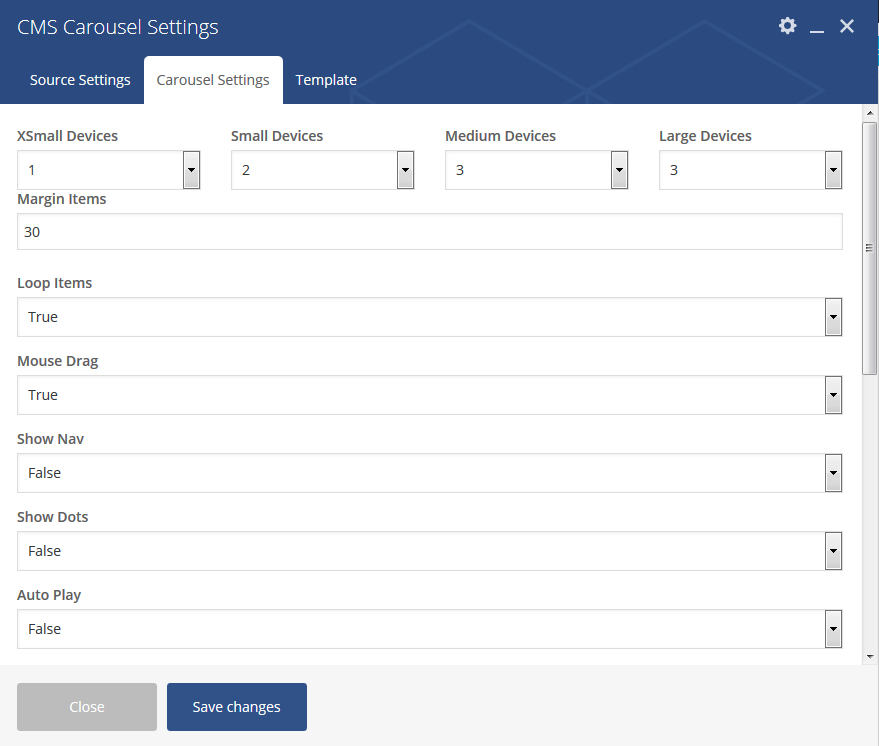 CMS Carousel Settings
Source Settings Carousel Settings Template
XSmall Devices Small Devices Medium Devices Large Devices
1 2 3 3
Margin Items
30
Loop Items
True
Mouse Drag
True
Show Nav
False
Show Dots
False
Auto Play
False
Close Save changes